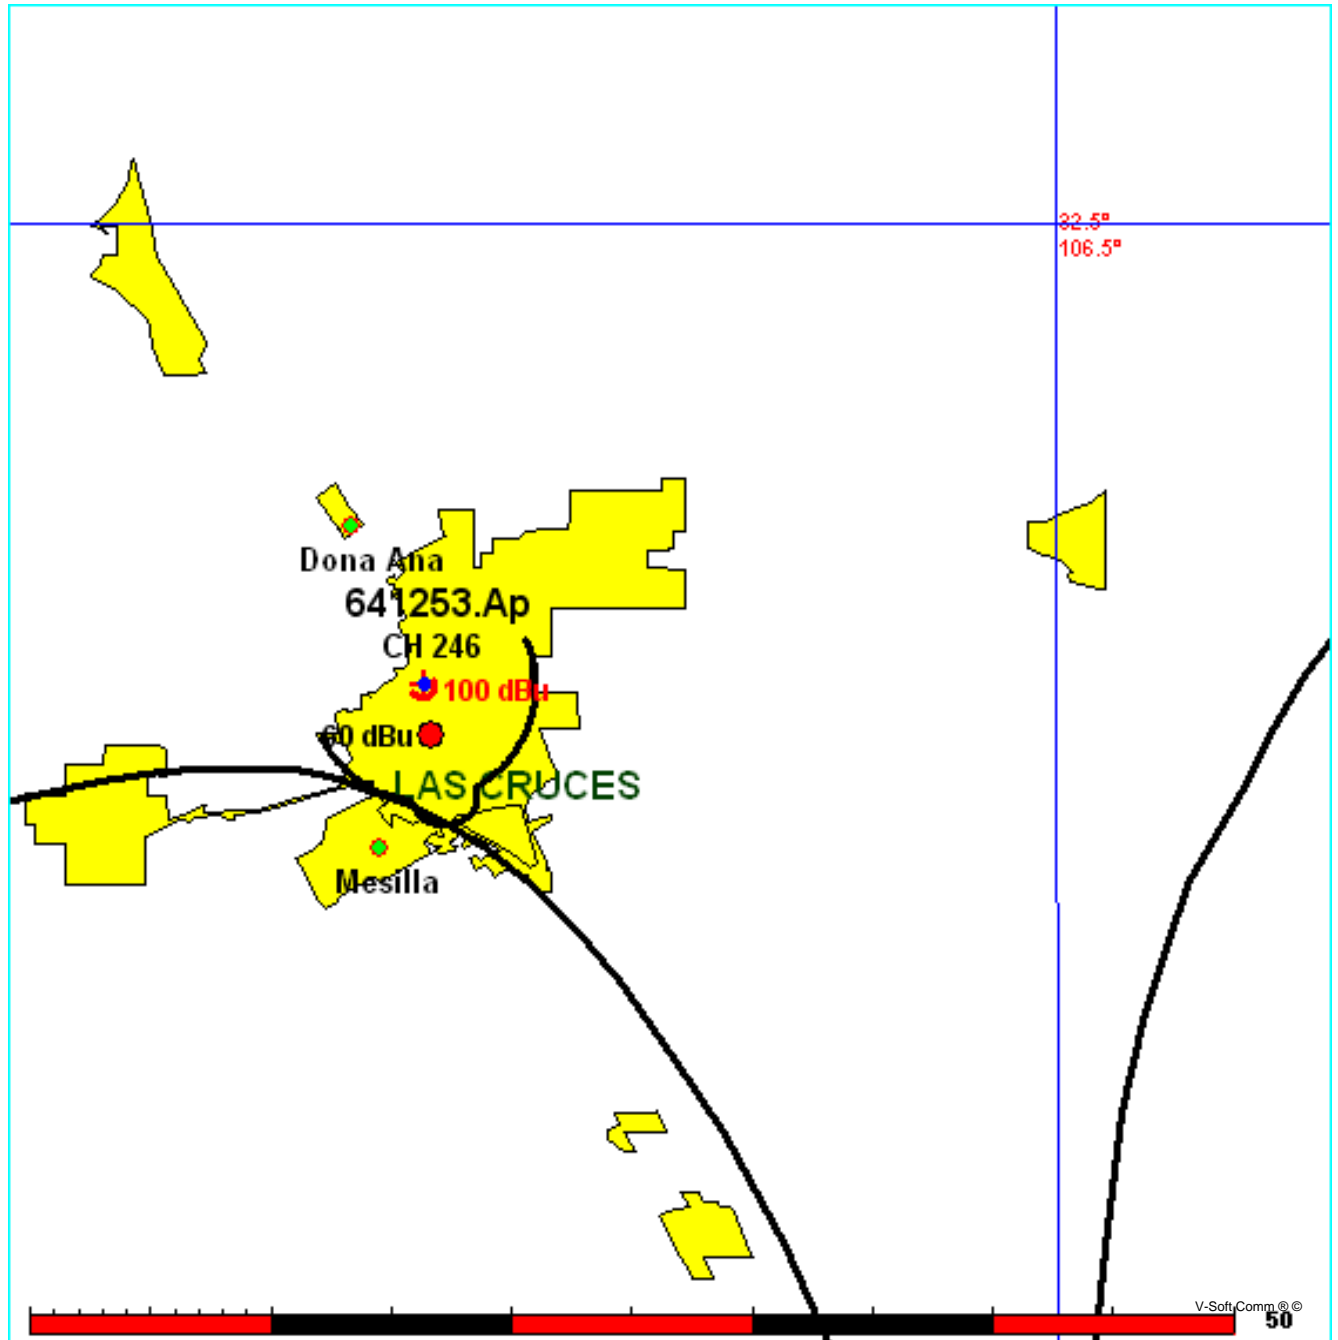 32.5°
106.5°
Dona Ana
641253.Ap
CH 246
100 dBu
60 dBu
LAS CRUCES
Mesilla
V-Soft Comm ® ©
50